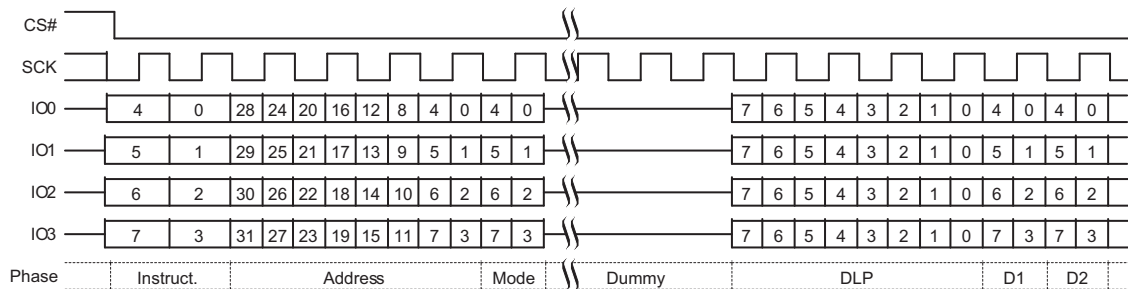 CS#
SCK
IO0 4 0 28 24 20 16 12 8 4 0 4 0 7 6 5 4 3 2 1 0 4 0 4 0
IO1 5 1 29 25 21 17 13 9 5 1 5 1 7 6 5 4 3 2 1 0 5 1 5 1
IO2 6 2 30 26 22 18 14 10 6 2 6 2 7 6 5 4 3 2 1 0 6 2 6 2
IO3 7 3 31 27 23 19 15 11 7 3 7 3 7 6 5 4 3 2 1 0 7 3 7 3
Phase Instruct. Address Mode Dummy DLP D1 D2